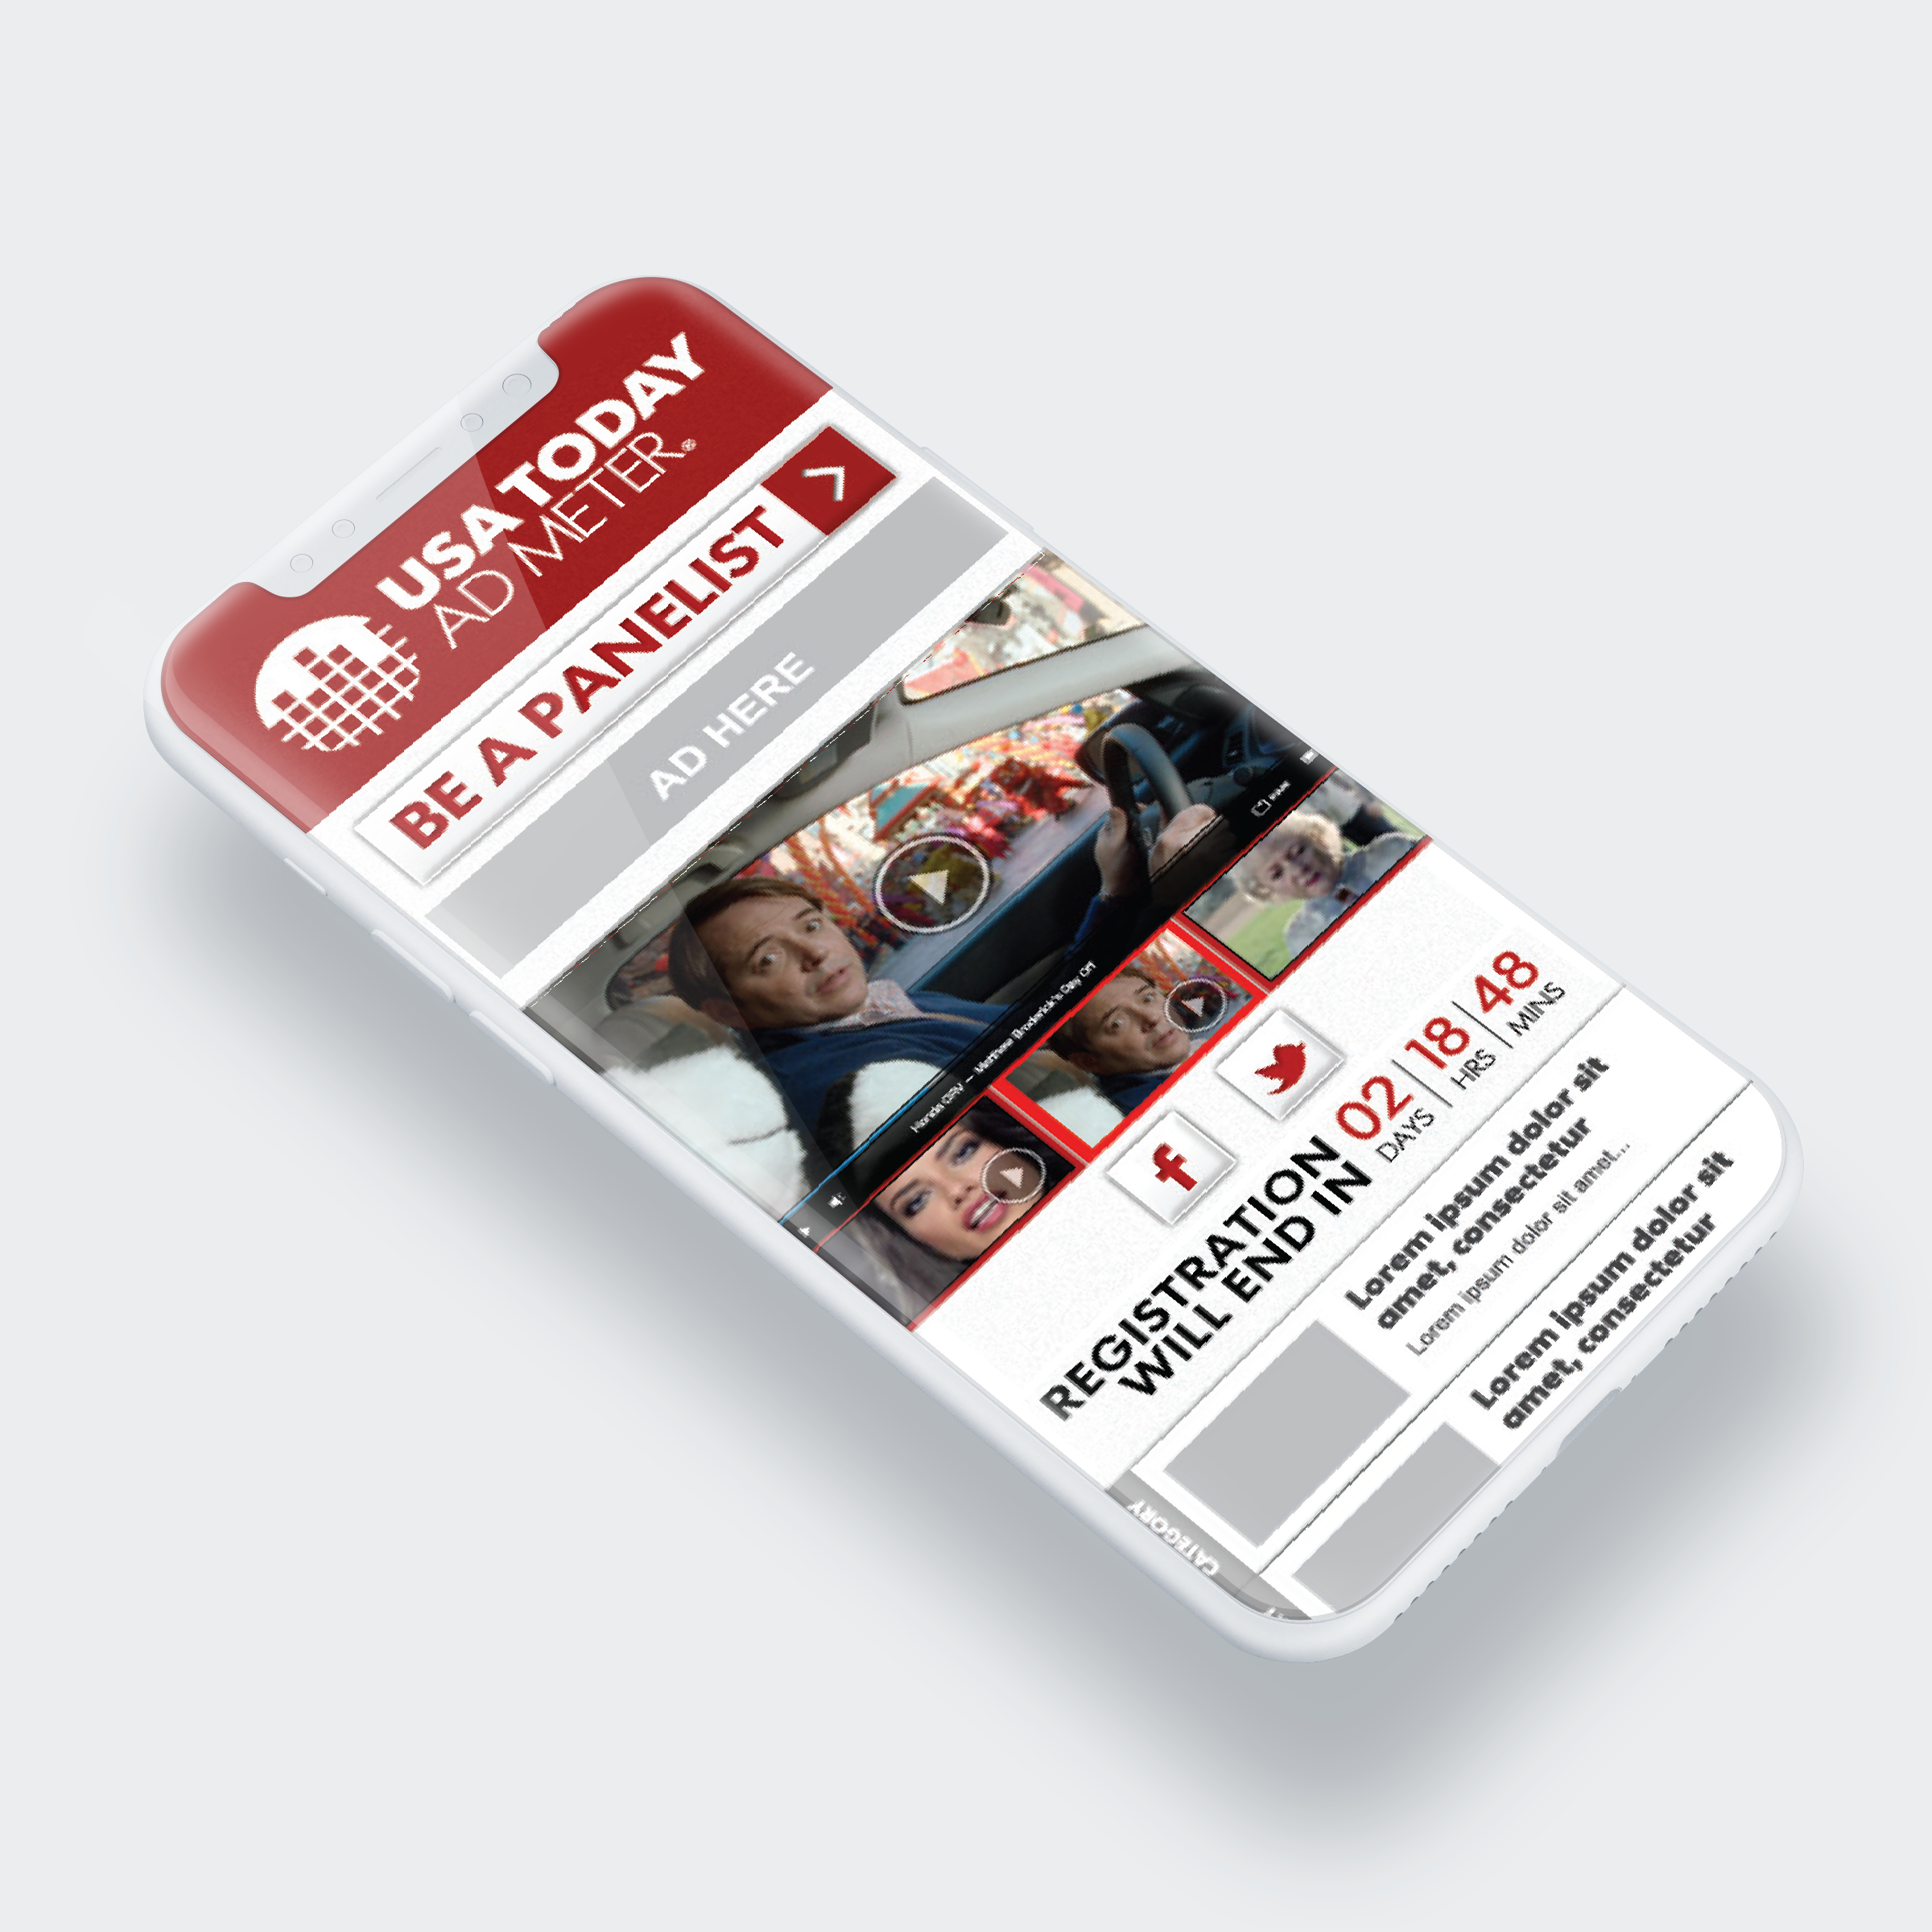 USA TODAY
AD METER®
BE A PANELIST
AD HERE
Honda CRV — Matthew Broderick's Day Off
REGISTRATION
WILL END IN
02 18 48
DAYS HRS MINS
CATEGORY
Lorem ipsum dolor sit
amet, consectetur
Lorem ipsum dolor sit amet...
Lorem ipsum dolor sit
amet, consectetur